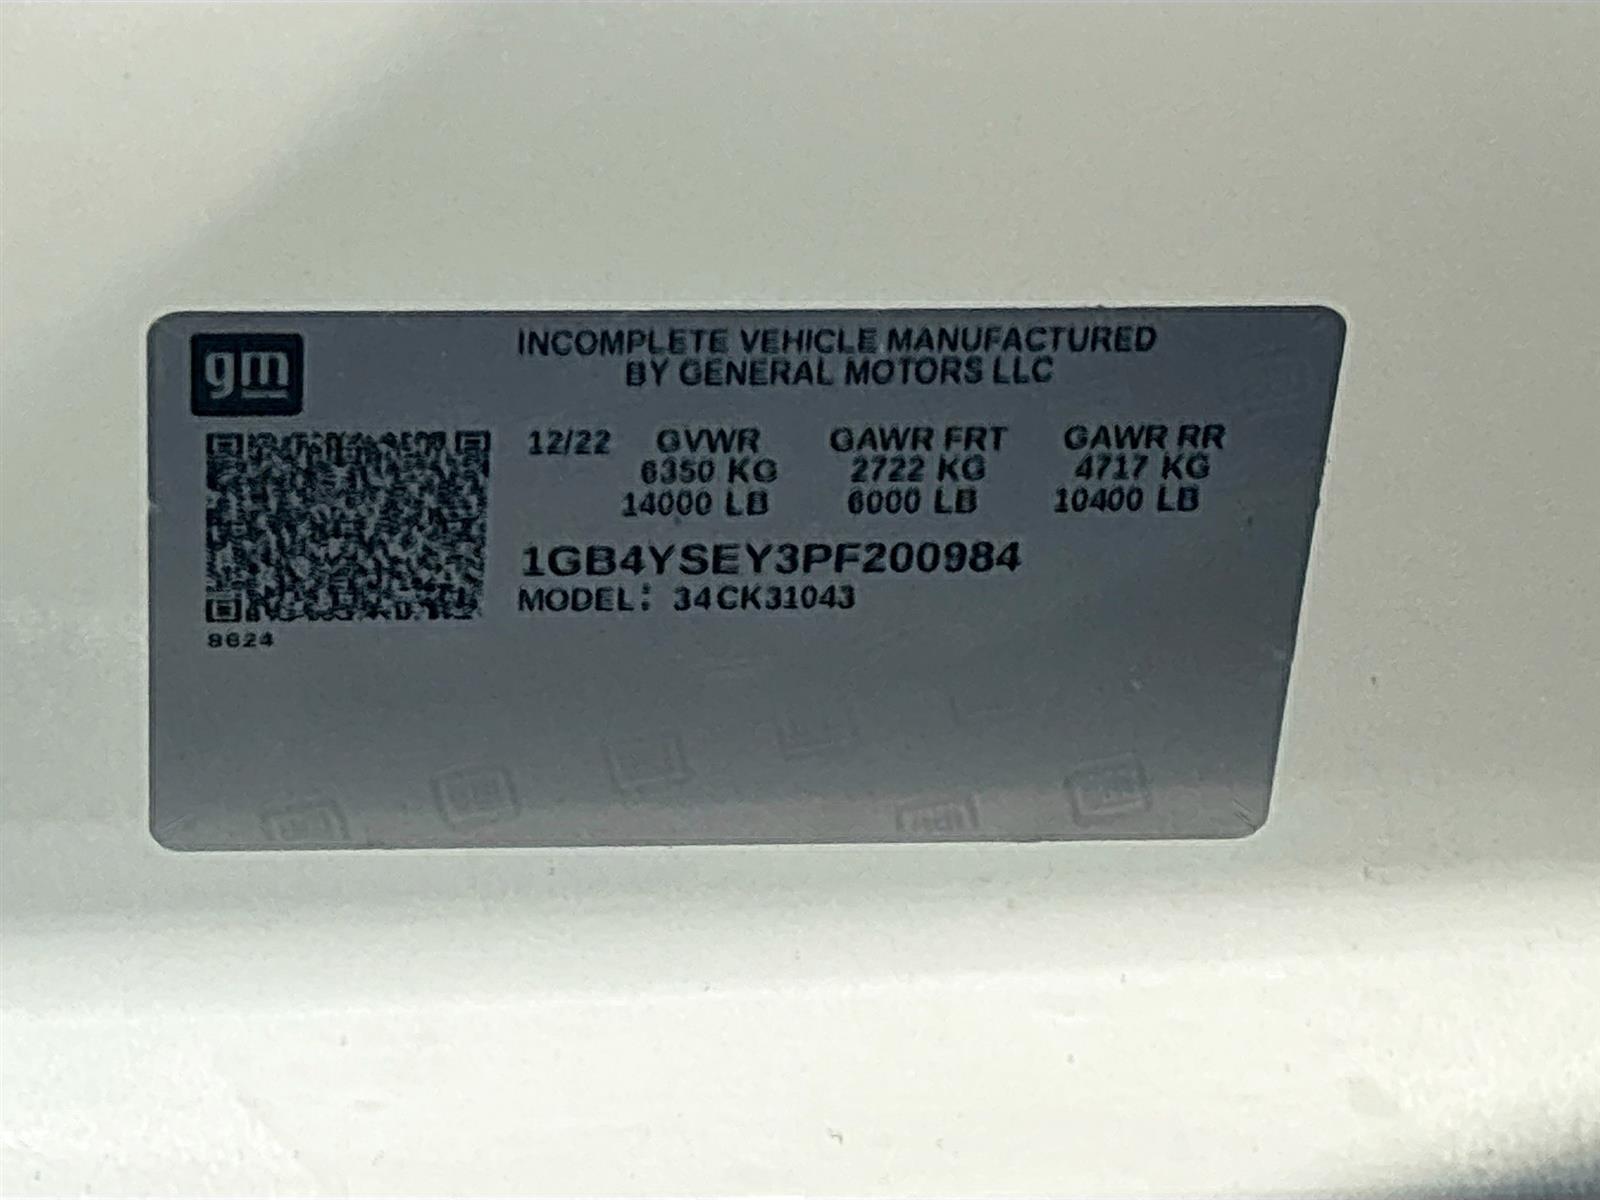 gm
INCOMPLETE VEHICLE MANUFACTURED
BY GENERAL MOTORS LLC
12/22 GVWR GAWR FRT GAWR RR
6350 KG 2722 KG 4717 KG
14000 LB 6000 LB 10400 LB
1GB4YSEY3PF200984
MODEL: 34CK31043
8624